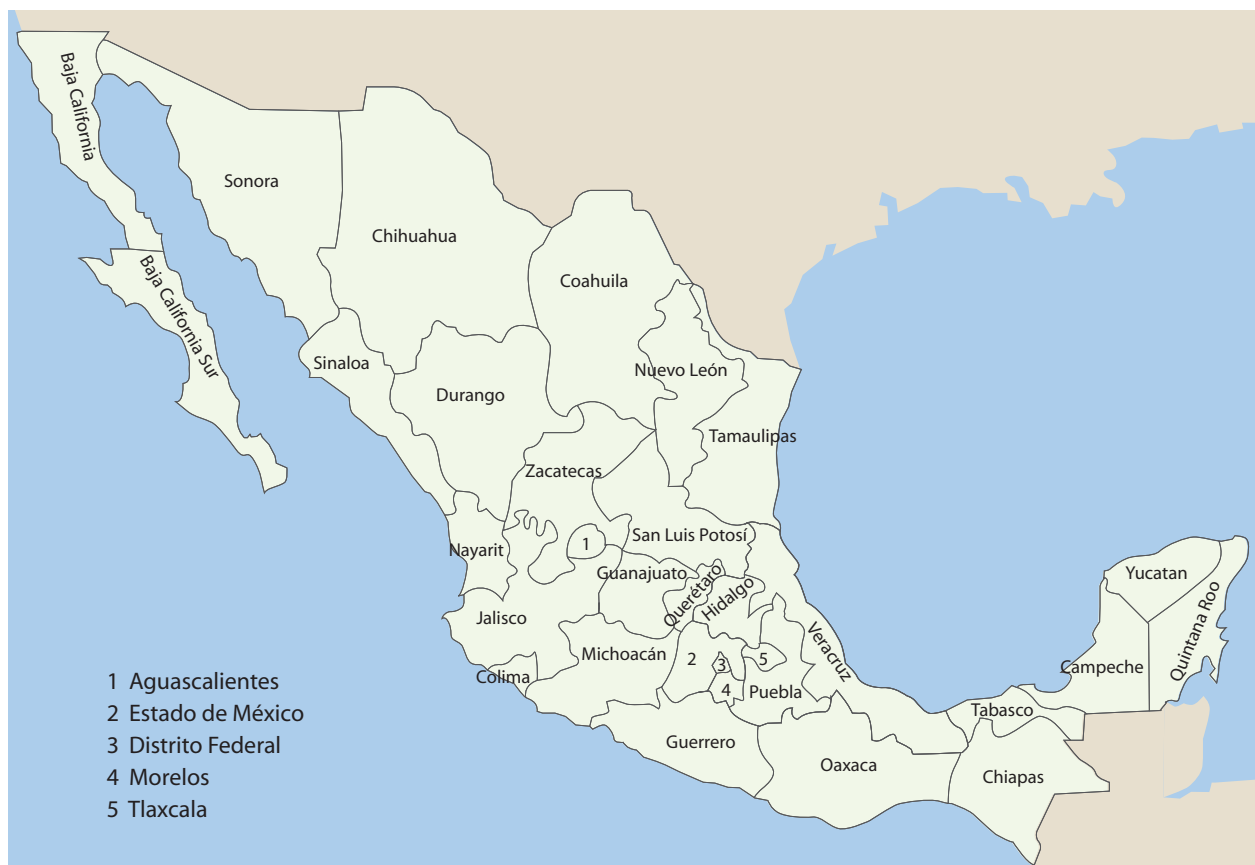 Baja California
Sonora
Chihuahua
Coahuila
Baja California Sur
Sinaloa
Nuevo León
Durango
Tamaulipas
Zacatecas
San Luis Potosí
1
Nayarit
Guanajuato
Querétaro
Hidalgo
Yucatan
Quintana Roo
Jalisco
Veracruz
Michoacán
2
3
5
Campeche
Colima
4
Puebla
Tabasco
Guerrero
Oaxaca
Chiapas
1 Aguascalientes
2 Estado de México
3 Distrito Federal
4 Morelos
5 Tlaxcala